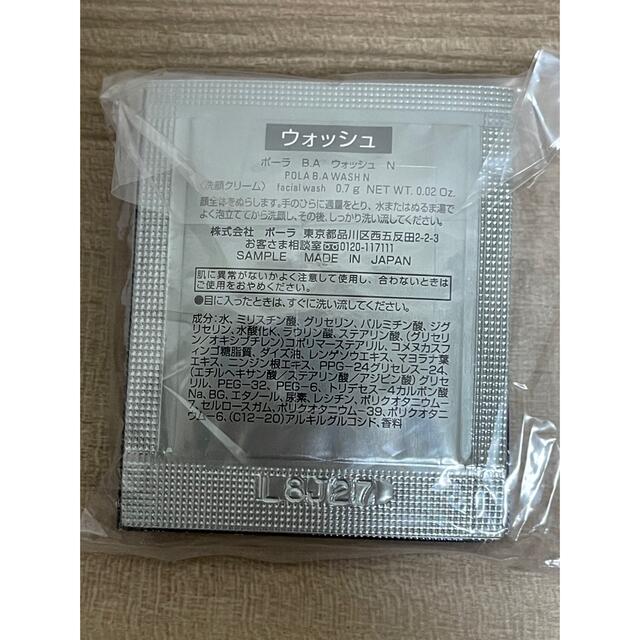 ウォッシュ
ポーラ B.A ウォッシュ N
POLA B.A WASH N
〈洗顔クリーム〉 facial wash 0.7 g NET WT. 0.02 Oz.
顔全体をぬらします。手のひらに適量をとり、水またはぬるま湯で
よく泡立ててから洗顔し、その後、しっかり洗い流してください。
株式会社 ポーラ 東京都品川区西五反田2-2-3
お客さま相談室 0120-117111
SAMPLE MADE IN JAPAN
肌に異常がないかよく注意して使用し、合わないときは
ご使用をおやめください。
●目に入ったときは、すぐに洗い流してください。
成分:水、ミリスチン酸、グリセリン、パルミチン酸、ジグ
リセリン、水酸化K、ラウリン酸、ステアリン酸、(グリセリ
ン/オキシブチレン)コポリマーステアリル、コメヌカスフ
ィンゴ糖脂質、ダイズ油、レンゲソウエキス、マヨラナ葉
エキス、ニンジン根エキス、PPG-24グリセレス-24、
(エチルヘキサン酸/ステアリン酸/アジピン酸)グリセ
リル、PEG-32、PEG-6、トリデセス-4カルボン酸
Na、BG、エタノール、尿素、レシチン、ポリクオタニウム-
7、セルロースガム、ポリクオタニウム-39、ポリクオタ
ニウム-6、(C12-20)アルキルグルコシド、香料
L8J27